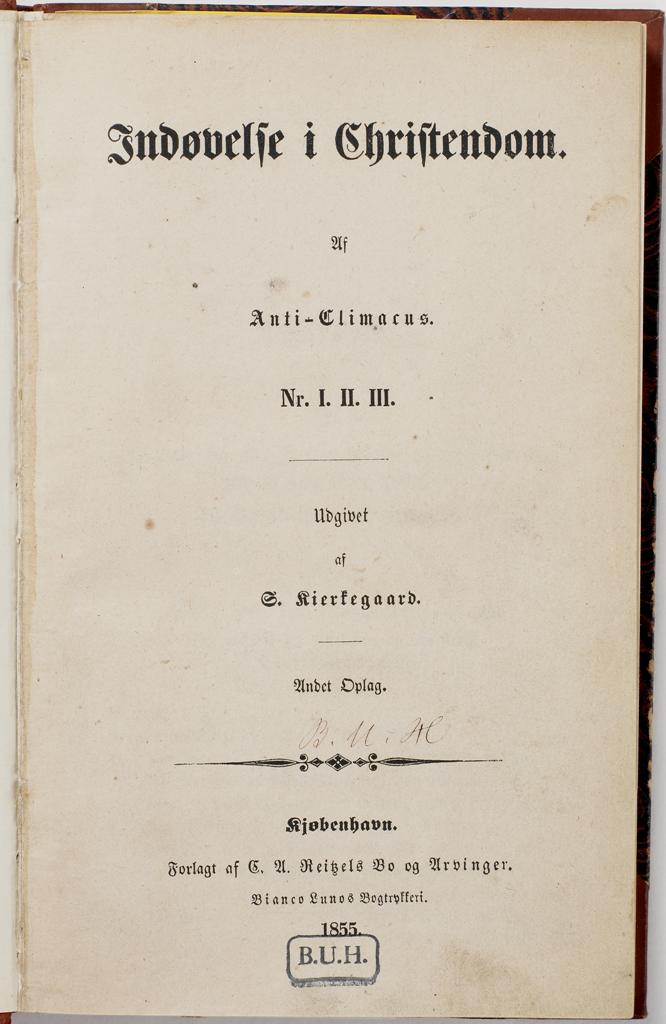 Indøvelse i Christendom.
Af
Anti-Climacus.
Nr. I. II. III.
Udgivet
af
S. Kierkegaard.
Andet Oplag.
B. U. H
Kjøbenhavn.
Forlagt af C. A. Reitzels Bo og Arvinger.
Bianco Lunos Bogtrykkeri.
1855.
B.U.H.